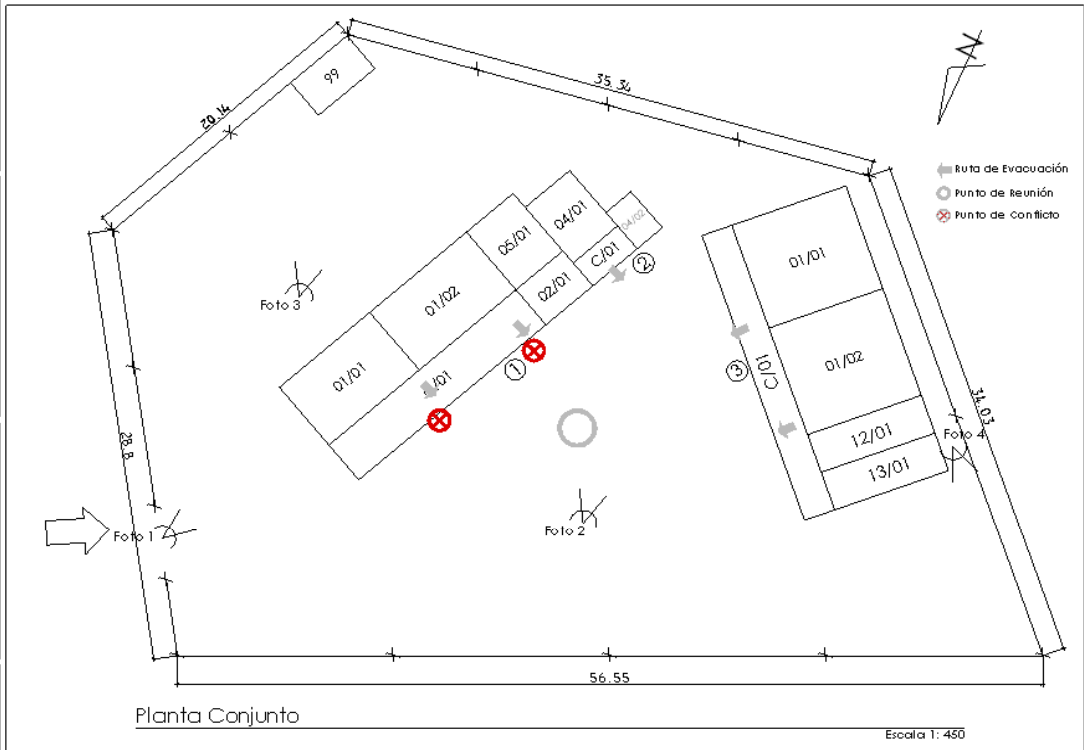 N
99
20.14
35.34
Ruta de Evacuación
Punto de Reunión
Punto de Conflicto
05/01
04/01
04/02
C/01
2
01/01
01/02
02/01
Foto 3
01/01
1
01/02
C/01
3
28.8
34.03
12/01
13/01
Foto 4
Foto 1
Foto 2
56.55
Planta Conjunto
Escala 1: 450